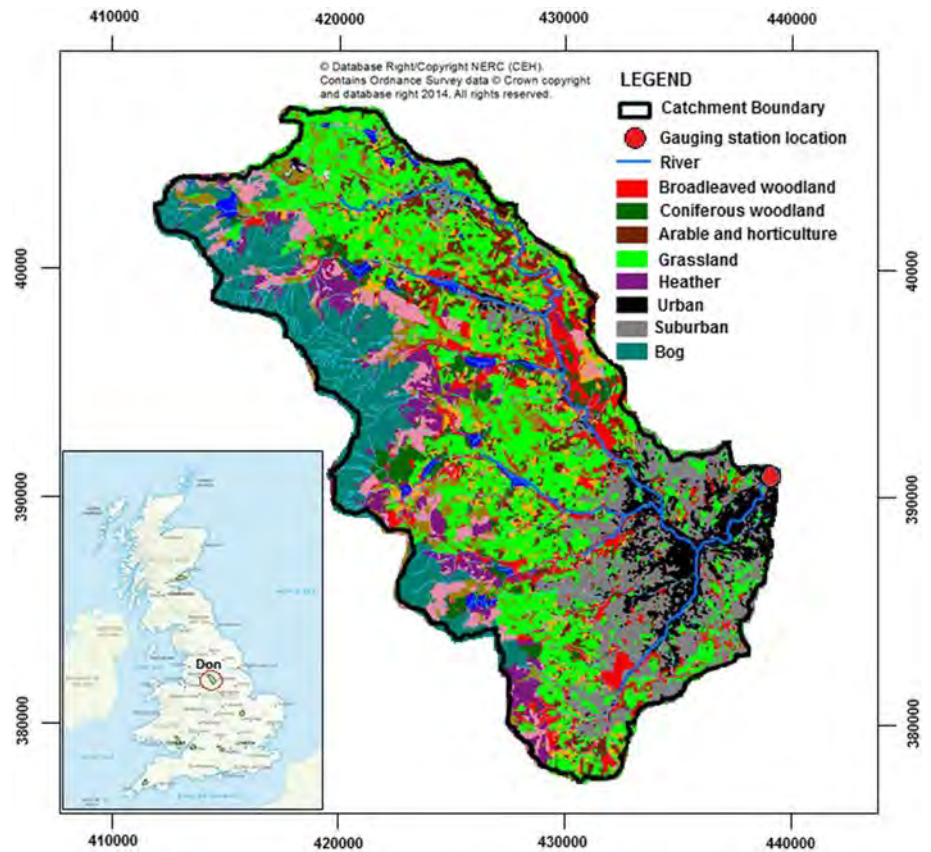 410000
420000
430000
440000
© Database Right/Copyright NERC (CEH).
Contains Ordnance Survey data © Crown copyright
and database right 2014. All rights reserved.
LEGEND
Catchment Boundary
Gauging station location
River
Broadleaved woodland
Coniferous woodland
Arable and horticulture
Grassland
Heather
Urban
Suburban
Bog
40000
40000
390000
390000
380000
380000
Don
410000
420000
430000
440000